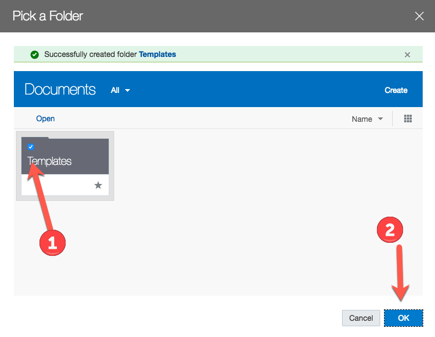 Pick a Folder
Successfully created folder Templates
Documents All Create
Open Name
Templates
1
2
Cancel OK